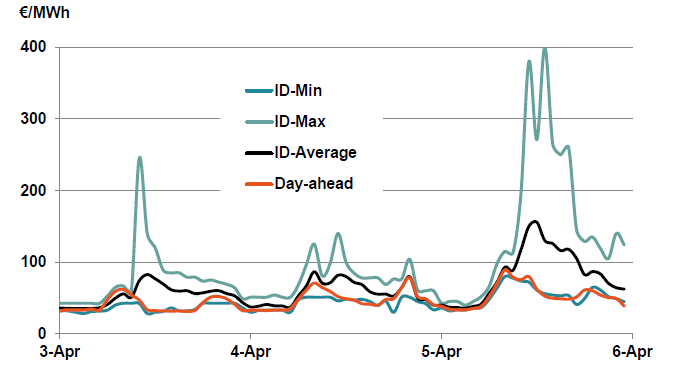 €/MWh
400
300
200
100
0
ID-Min
ID-Max
ID-Average
Day-ahead
3-Apr 4-Apr 5-Apr 6-Apr